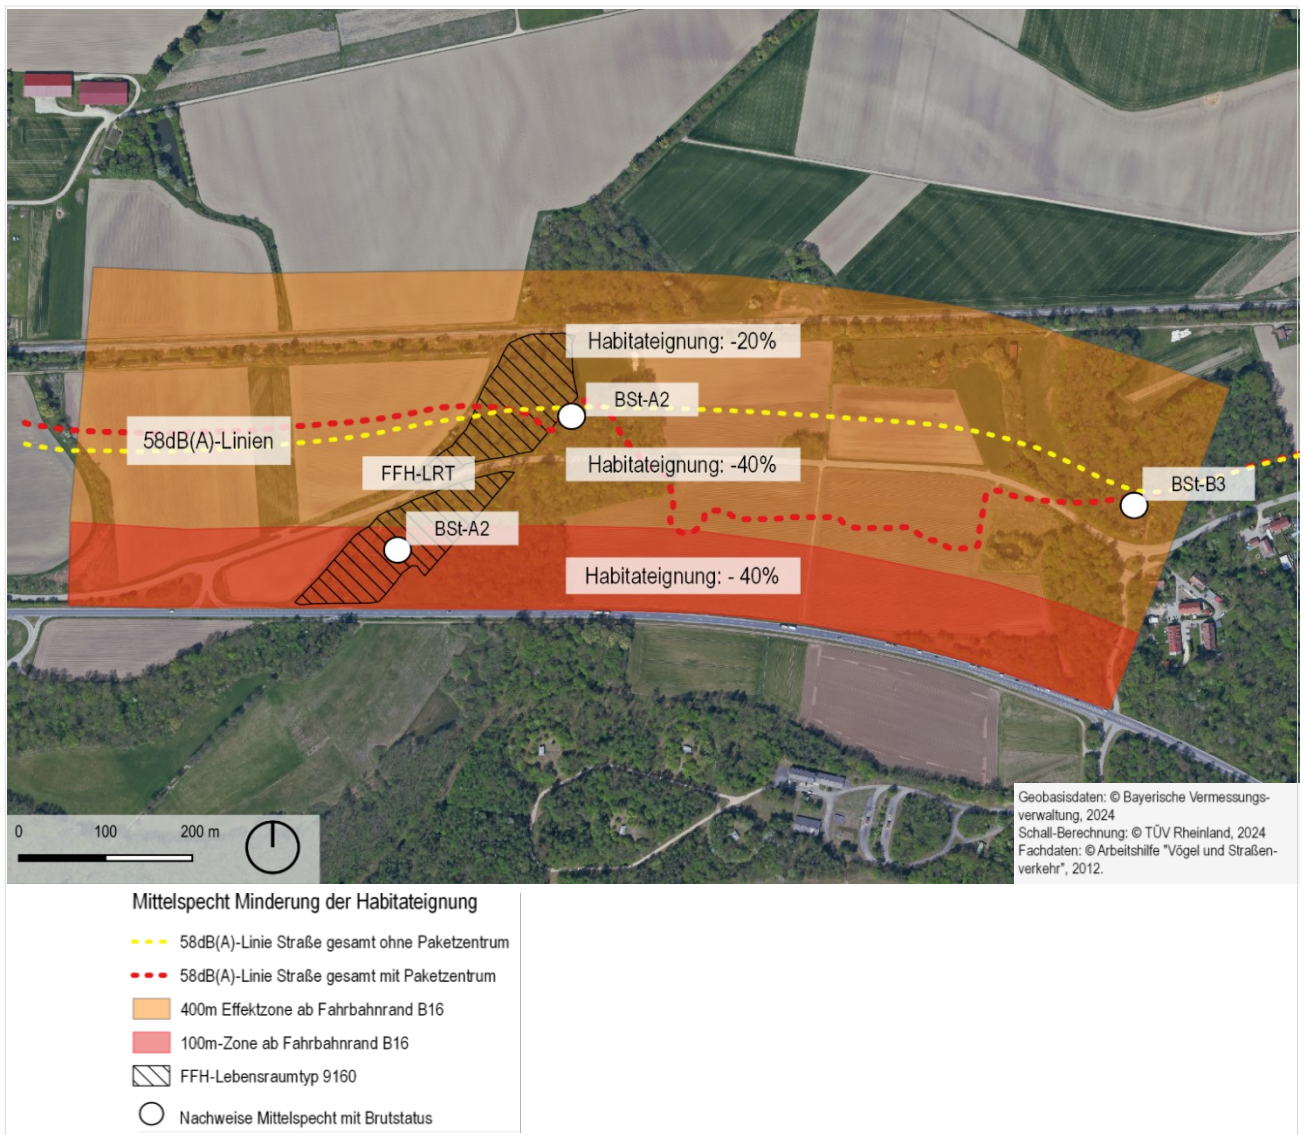 Habitateignung: -20%
BSt-A2
58dB(A)-Linien
Habitateignung: -40%
FFH-LRT
BSt-B3
BSt-A2
Habitateignung: - 40%
Geobasisdaten: © Bayerische Vermessungs-
verwaltung, 2024
Schall-Berechnung: © TÜV Rheinland, 2024
Fachdaten: © Arbeitshilfe "Vögel und Straßen-
verkehr", 2012.
0 100 200 m
Mittelspecht Minderung der Habitateignung
58dB(A)-Linie Straße gesamt ohne Paketzentrum
58dB(A)-Linie Straße gesamt mit Paketzentrum
400m Effektzone ab Fahrbahnrand B16
100m-Zone ab Fahrbahnrand B16
FFH-Lebensraumtyp 9160
Nachweise Mittelspecht mit Brutstatus